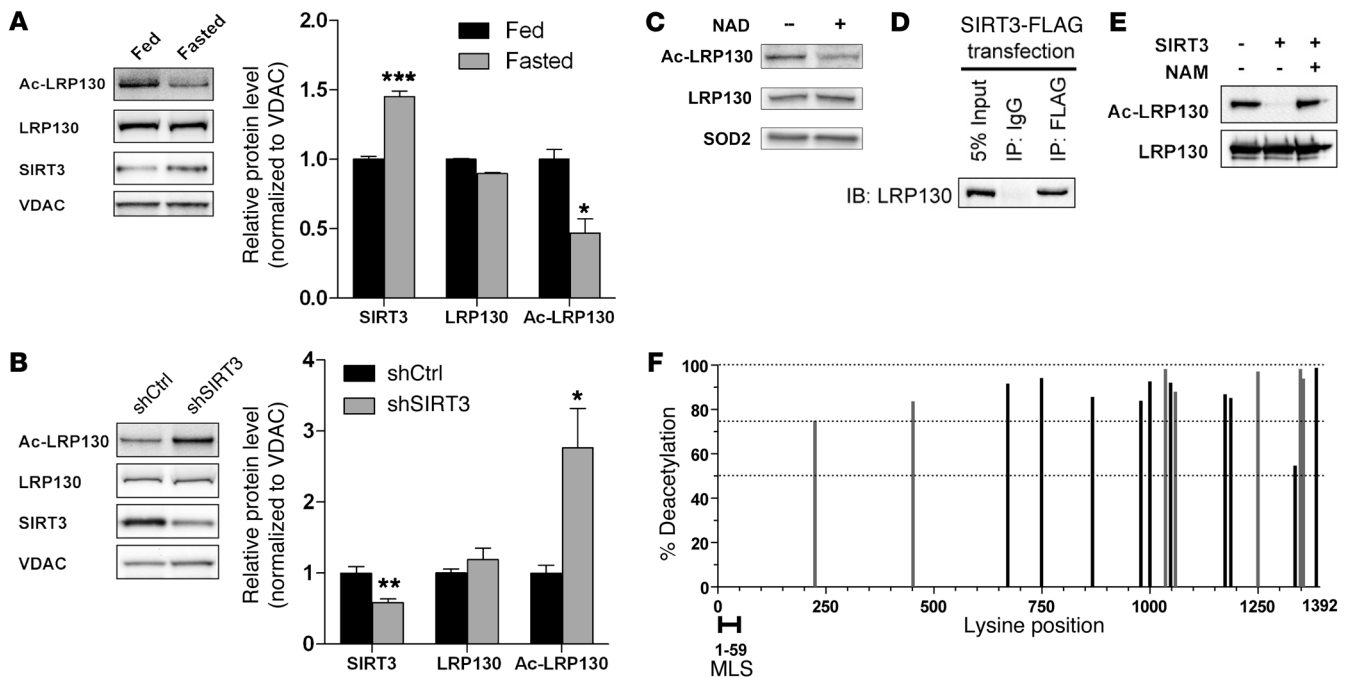 A
Fed
Fasted
Ac-LRP130
LRP130
SIRT3
VDAC
Relative protein level
(normalized to VDAC)
2.0
1.5
1.0
0.5
0.0
Fed
Fasted
***
*
SIRT3
LRP130
Ac-LRP130
B
shCtrl
shSIRT3
Ac-LRP130
LRP130
SIRT3
VDAC
Relative protein level
(normalized to VDAC)
4
3
2
1
0
shCtrl
shSIRT3
**
*
SIRT3
LRP130
Ac-LRP130
C
NAD -- +
Ac-LRP130
LRP130
SOD2
D
SIRT3-FLAG
transfection
5% Input
IP: IgG
IP: FLAG
IB: LRP130
E
SIRT3 - + +
NAM - - +
Ac-LRP130
LRP130
F
% Deacetylation
100
80
60
40
20
0
0 250 500 750 1000 1250 1392
Lysine position
1-59
MLS